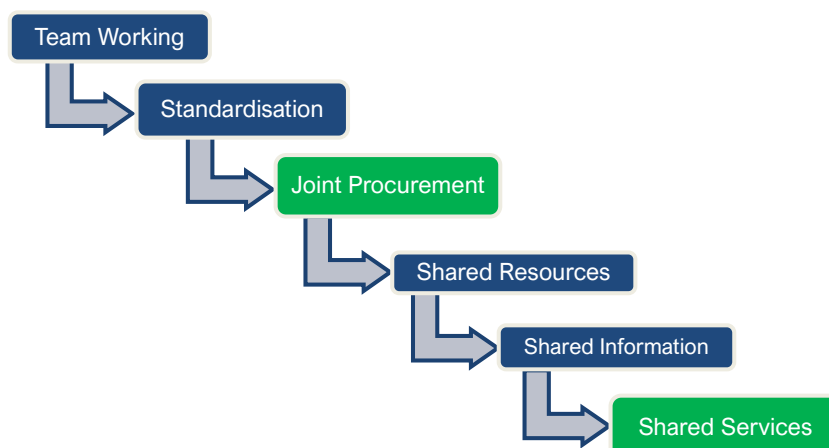 Team Working
Standardisation
Joint Procurement
Shared Resources
Shared Information
Shared Services